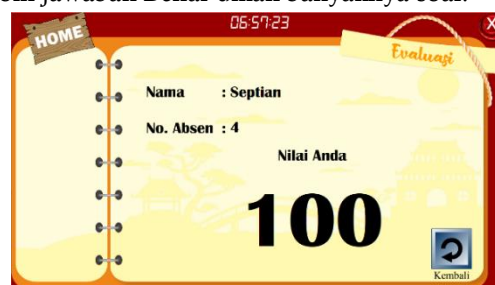 06:57:23
HOME
X
Evaluasi
Nama : Septian
No. Absen : 4
Nilai Anda
100
Kembali